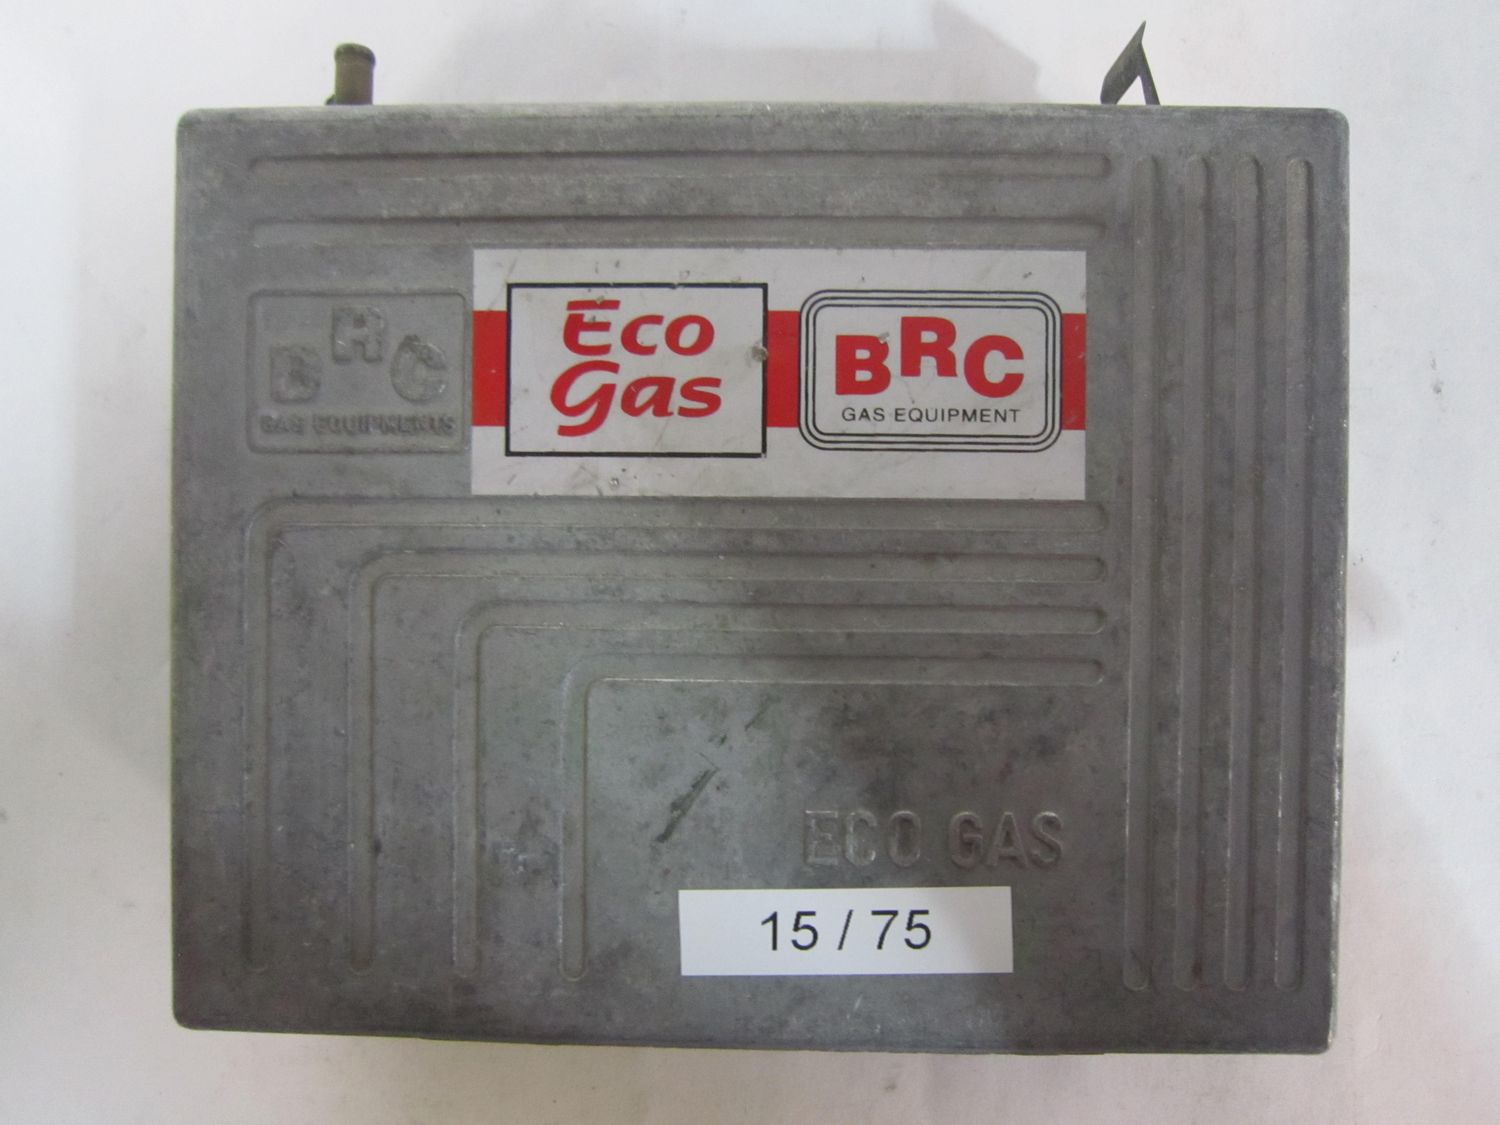 BRC
GAS EQUIPMENTS
Eco
Gas
BRC
GAS EQUIPMENT
ECO GAS
15 / 75